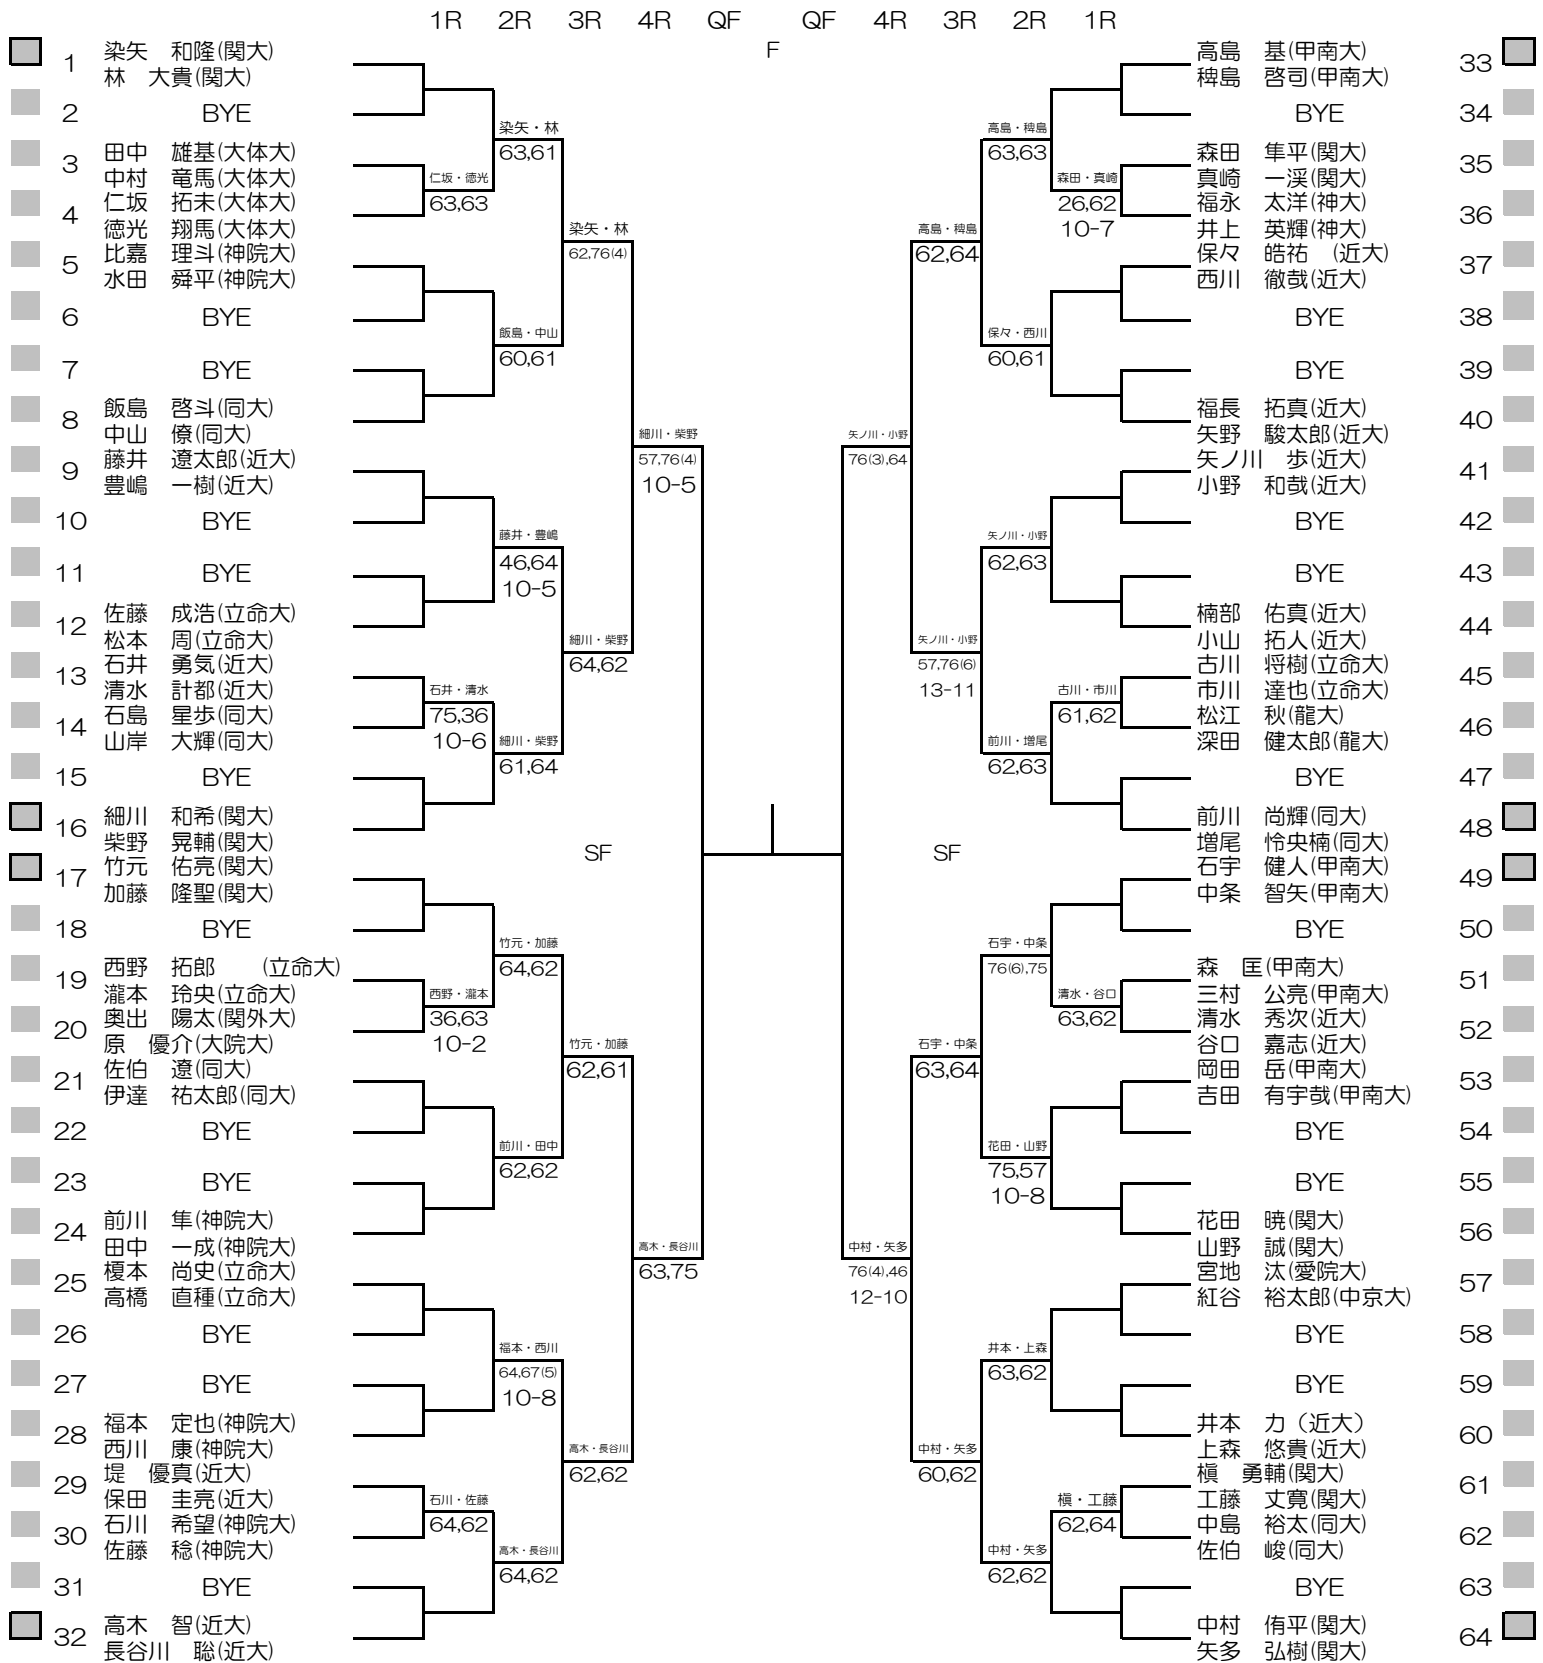 1R 2R 3R 4R QF QF 4R 3R 2R 1R
F
1 染矢 和隆(関大)
林 大貴(関大)
2 BYE
3 田中 雄基(大体大)
中村 竜馬(大体大)
4 仁坂 拓未(大体大)
徳光 翔馬(大体大)
5 比嘉 理斗(神院大)
水田 舜平(神院大)
6 BYE
7 BYE
8 飯島 啓斗(同大)
中山 僚(同大)
9 藤井 遼太郎(近大)
豊嶋 一樹(近大)
10 BYE
11 BYE
12 佐藤 成浩(立命大)
松本 周(立命大)
13 石井 勇気(近大)
清水 計都(近大)
14 石島 星歩(同大)
山岸 大輝(同大)
15 BYE
16 細川 和希(関大)
柴野 晃輔(関大)
17 竹元 佑亮(関大)
加藤 隆聖(関大)
18 BYE
19 西野 拓郎 (立命大)
瀧本 玲央(立命大)
20 奥出 陽太(関外大)
原 優介(大院大)
21 佐伯 遼(同大)
伊達 祐太郎(同大)
22 BYE
23 BYE
24 前川 隼(神院大)
田中 一成(神院大)
25 榎本 尚史(立命大)
高橋 直種(立命大)
26 BYE
27 BYE
28 福本 定也(神院大)
西川 康(神院大)
29 堤 優真(近大)
保田 圭亮(近大)
30 石川 希望(神院大)
佐藤 稔(神院大)
31 BYE
32 高木 智(近大)
長谷川 聡(近大)
仁坂・徳光
63,63
石井・清水
75,36
10-6
西野・瀧本
36,63
10-2
石川・佐藤
64,62
染矢・林
63,61
飯島・中山
60,61
藤井・豊嶋
46,64
10-5
細川・柴野
61,64
竹元・加藤
64,62
前川・田中
62,62
福本・西川
64,67(5)
10-8
高木・長谷川
64,62
染矢・林
62,76(4)
細川・柴野
64,62
竹元・加藤
62,61
高木・長谷川
62,62
細川・柴野
57,76(4)
10-5
高木・長谷川
63,75
SF
SF
矢ノ川・小野
76(3),64
中村・矢多
76(4),46
12-10
高島・稗島
62,64
矢ノ川・小野
57,76(6)
13-11
石宇・中条
63,64
中村・矢多
60,62
高島・稗島
63,63
保々・西川
60,61
矢ノ川・小野
62,63
前川・増尾
62,63
石宇・中条
76(6),75
花田・山野
75,57
10-8
井本・上森
63,62
中村・矢多
62,62
森田・真崎
26,62
10-7
古川・市川
61,62
清水・谷口
63,62
槇・工藤
62,64
高島 基(甲南大) 33
稗島 啓司(甲南大)
BYE 34
森田 隼平(関大) 35
真崎 一渓(関大)
福永 太洋(神大) 36
井上 英輝(神大)
保々 皓祐 (近大) 37
西川 徹哉(近大)
BYE 38
BYE 39
福長 拓真(近大) 40
矢野 駿太郎(近大)
矢ノ川 歩(近大) 41
小野 和哉(近大)
BYE 42
BYE 43
楠部 佑真(近大) 44
小山 拓人(近大)
古川 将樹(立命大) 45
市川 達也(立命大)
松江 秋(龍大) 46
深田 健太郎(龍大)
BYE 47
前川 尚輝(同大) 48
増尾 怜央楠(同大)
石宇 健人(甲南大) 49
中条 智矢(甲南大)
BYE 50
森 匡(甲南大) 51
三村 公亮(甲南大)
清水 秀次(近大) 52
谷口 嘉志(近大)
岡田 岳(甲南大) 53
吉田 有宇哉(甲南大)
BYE 54
BYE 55
花田 暁(関大) 56
山野 誠(関大)
宮地 汰(愛院大) 57
紅谷 裕太郎(中京大)
BYE 58
BYE 59
井本 力（近大） 60
上森 悠貴(近大)
槇 勇輔(関大) 61
工藤 丈寛(関大)
中島 裕太(同大) 62
佐伯 峻(同大)
BYE 63
中村 侑平(関大) 64
矢多 弘樹(関大)